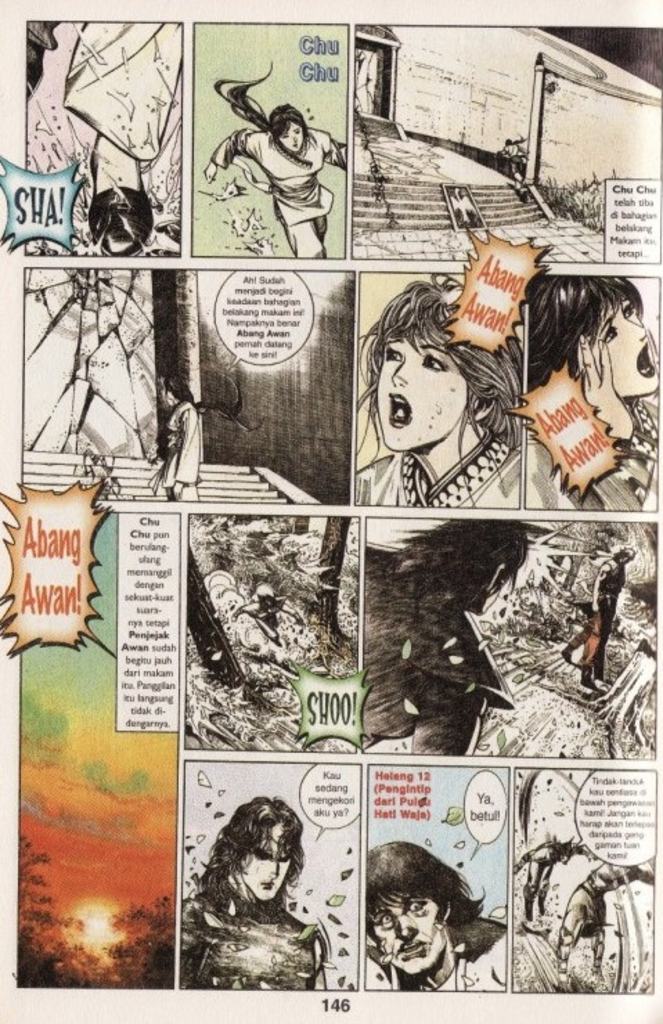 SHA!
Chu
Chu
Chu Chu
telah tiba
di bahagian
belakang
Makam itu,
tetapi...
Ah! Sudah
menjadi begini
keadaan bahagian
belakang makam ini!
Nampaknya benar
Abang Awan
pernah datang
ke sini!
Abang
Awan!
Abang
Awan!
Abang
Awan!
Chu
Chu pun
berulang-
ulang
memanggil
dengan
sekuat-kuat
suara-
nya tetapi
Penjejak
Awan sudah
begitu jauh
dari makam
itu. Panggilan
itu langsung
tidak di-
dengarnya.
SHOO!
Kau
sedang
mengekori
aku ya?
Heleng 12
(Pengintip
dari Pulau
Hati Waja)
Ya,
betul!
Tindak-tanduk
kau sentiasa di
bawah pengawasan
kami! Jangan kau
harap akan terlepas
daripada geng-
gaman tuan
kami!
146